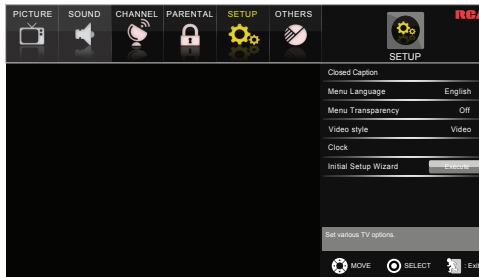 PICTURE SOUND CHANNEL PARENTAL SETUP OTHERS
RCA
SETUP
Closed Caption
Menu Language English
Menu Transparency Off
Video style Video
Clock
Initial Setup Wizard Execute
Set various TV options.
MOVE SELECT : Exit